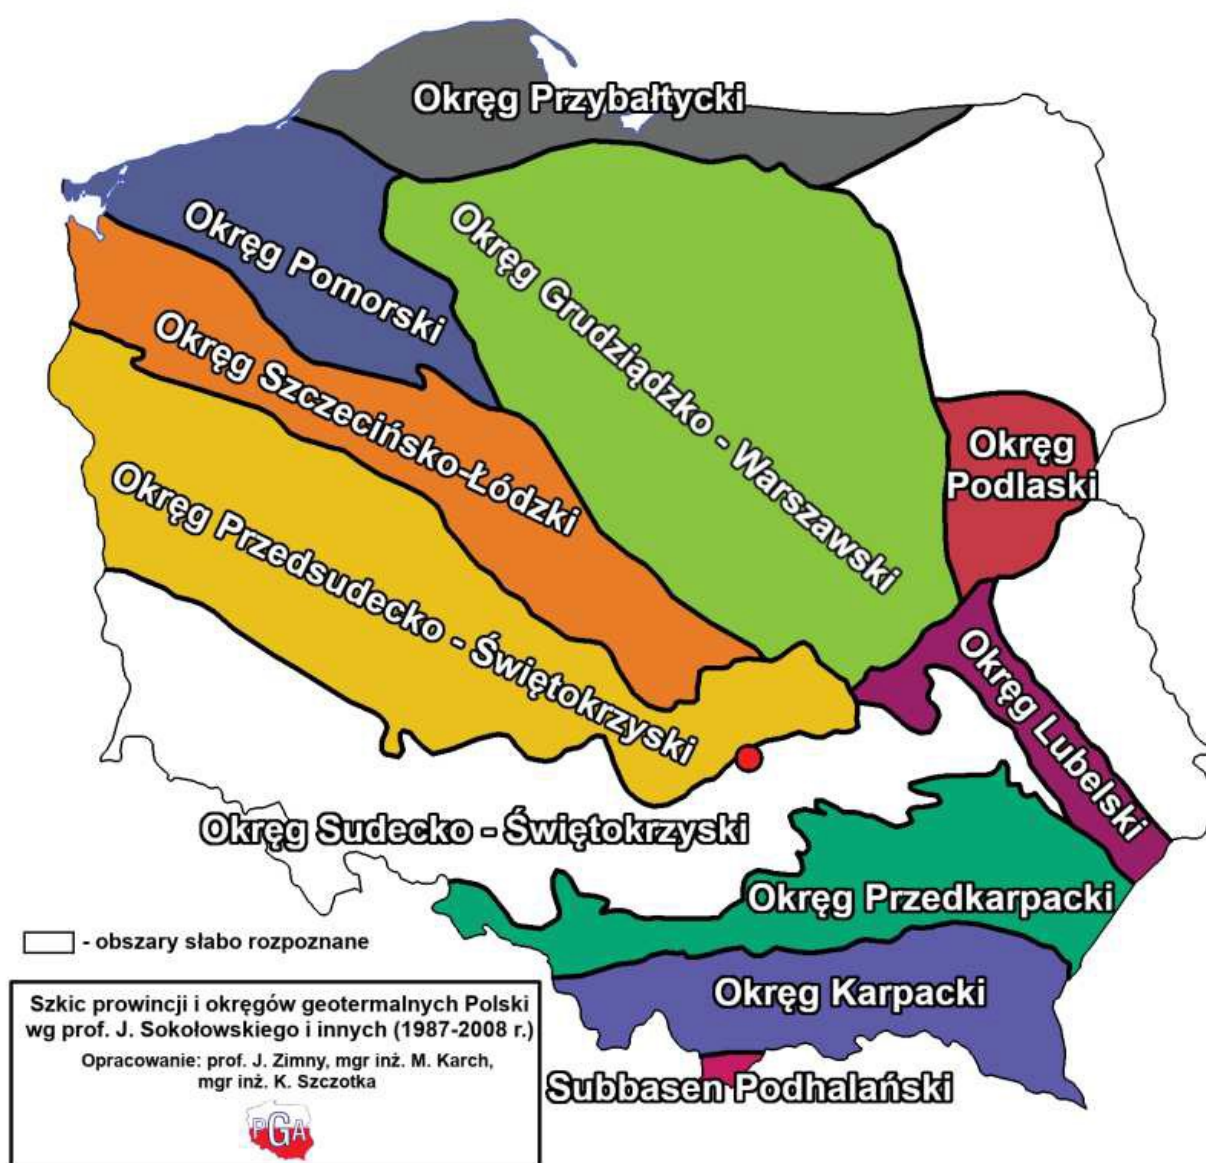 Okręg Przybałtycki
Okręg Pomorski
Okręg Grudziądzko - Warszawski
Okręg Szczecińsko-Łódzki
Okręg
Podlaski
Okręg Przedsudecko - Świętokrzyski
Okręg Lubelski
Okręg Sudecko - Świętokrzyski
Okręg Przedkarpacki
- obszary słabo rozpoznane
Okręg Karpacki
Subbasen Podhalański
Szkic prowincji i okręgów geotermalnych Polski
wg prof. J. Sokołowskiego i innych (1987-2008 r.)
Opracowanie: prof. J. Zimny, mgr inż. M. Karch,
mgr inż. K. Szczotka
PGA